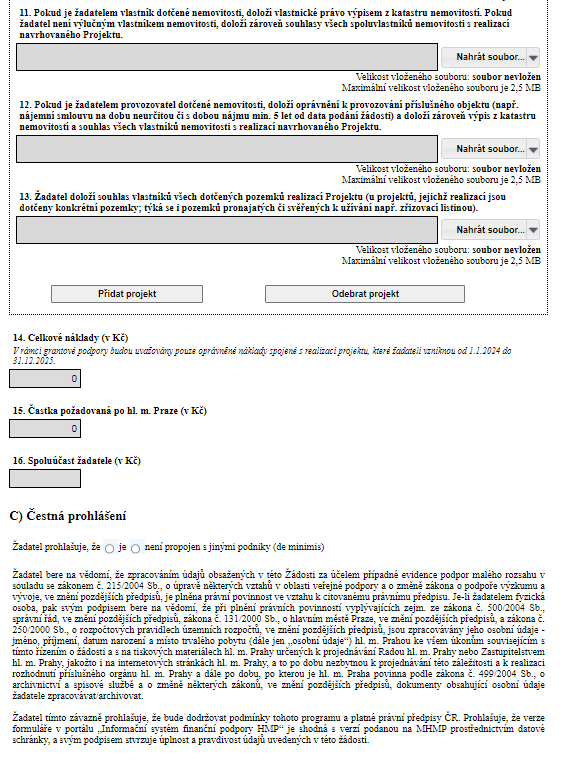 11. Pokud je žadatelem vlastník dotčené nemovitosti, doloží vlastnické právo výpisem z katastru nemovitostí. Pokud
žadatel není výlučným vlastníkem nemovitosti, doloží zároveň souhlasy všech spoluvlastníků nemovitosti s realizací
navrhovaného Projektu.
Nahrát soubor...
Velikost vloženého souboru: soubor nevložen
Maximální velikost vloženého souboru je 2,5 MB
12. Pokud je žadatelem provozovatel dotčené nemovitosti, doloží oprávnění k provozování příslušného objektu (např.
nájemní smlouvu na dobu neurčitou či s dobou nájmu min. 5 let od data podání žádosti) a doloží zároveň výpis z katastru
nemovitostí a souhlas všech vlastníků nemovitosti s realizací navrhovaného Projektu.
Nahrát soubor...
Velikost vloženého souboru: soubor nevložen
Maximální velikost vloženého souboru je 2,5 MB
13. Žadatel doloží souhlas vlastníků všech dotčených pozemků realizací Projektu (u projektů, jejichž realizací jsou
dotčeny konkrétní pozemky; týká se i pozemků pronajatých či svěřených k užívání např. zřizovací listinou).
Nahrát soubor...
Velikost vloženého souboru: soubor nevložen
Maximální velikost vloženého souboru je 2,5 MB
Přidat projekt Odebrat projekt
14. Celkové náklady (v Kč)
V rámci grantové podpory budou uvažovány pouze oprávněné náklady spojené s realizací projektu, které žadateli vzniknou od 1.1.2024 do
31.12.2025.
0
15. Částka požadovaná po hl. m. Praze (v Kč)
0
16. Spoluúčast žadatele (v Kč)
C) Čestná prohlášení
Žadatel prohlašuje, že je není propojen s jinými podniky (de minimis)
Žadatel bere na vědomí, že zpracováním údajů obsažených v této Žádosti za účelem případné evidence podpor malého rozsahu v
souladu se zákonem č. 215/2004 Sb., o úpravě některých vztahů v oblasti veřejné podpory a o změně zákona o podpoře výzkumu a
vývoje, ve znění pozdějších předpisů, je plněna právní povinnost ve vztahu k citovanému právnímu předpisu. Je-li žadatelem fyzická
osoba, pak svým podpisem bere na vědomí, že při plnění právních povinností vyplývajících zejm. ze zákona č. 500/2004 Sb.,
správní řád, ve znění pozdějších předpisů, zákona č. 131/2000 Sb., o hlavním městě Praze, ve znění pozdějších předpisů, a zákona č.
250/2000 Sb., o rozpočtových pravidlech územních rozpočtů, ve znění pozdějších předpisů, jsou zpracovávány jeho osobní údaje -
jméno, příjmení, datum narození a místo trvalého pobytu (dále jen „osobní údaje“) hl. m. Prahou ke všem úkonům souvisejícím s
tímto řízením o žádosti a s na tiskových materiálech hl. m. Prahy určených k projednávání Radou hl. m. Prahy nebo Zastupitelstvem
hl. m. Prahy, jakožto i na internetových stránkách hl. m. Prahy, a to po dobu nezbytnou k projednávání této záležitosti a k realizaci
rozhodnutí příslušného orgánu hl. m. Prahy a dále po dobu, po kterou je hl. m. Praha povinna podle zákona č. 499/2004 Sb., o
archivnictví a spisové službě a o změně některých zákonů, ve znění pozdějších předpisů, dokumenty obsahující osobní údaje
žadatele zpracovávat/archivovat.
Žadatel tímto závazně prohlašuje, že bude dodržovat podmínky tohoto programu a platné právní předpisy ČR. Prohlašuje, že verze
formuláře v portálu „Informační systém finanční podpory HMP“ je shodná s verzí podanou na MHMP prostřednictvím datové
schránky, a svým podpisem stvrzuje úplnost a pravdivost údajů uvedených v této žádosti.